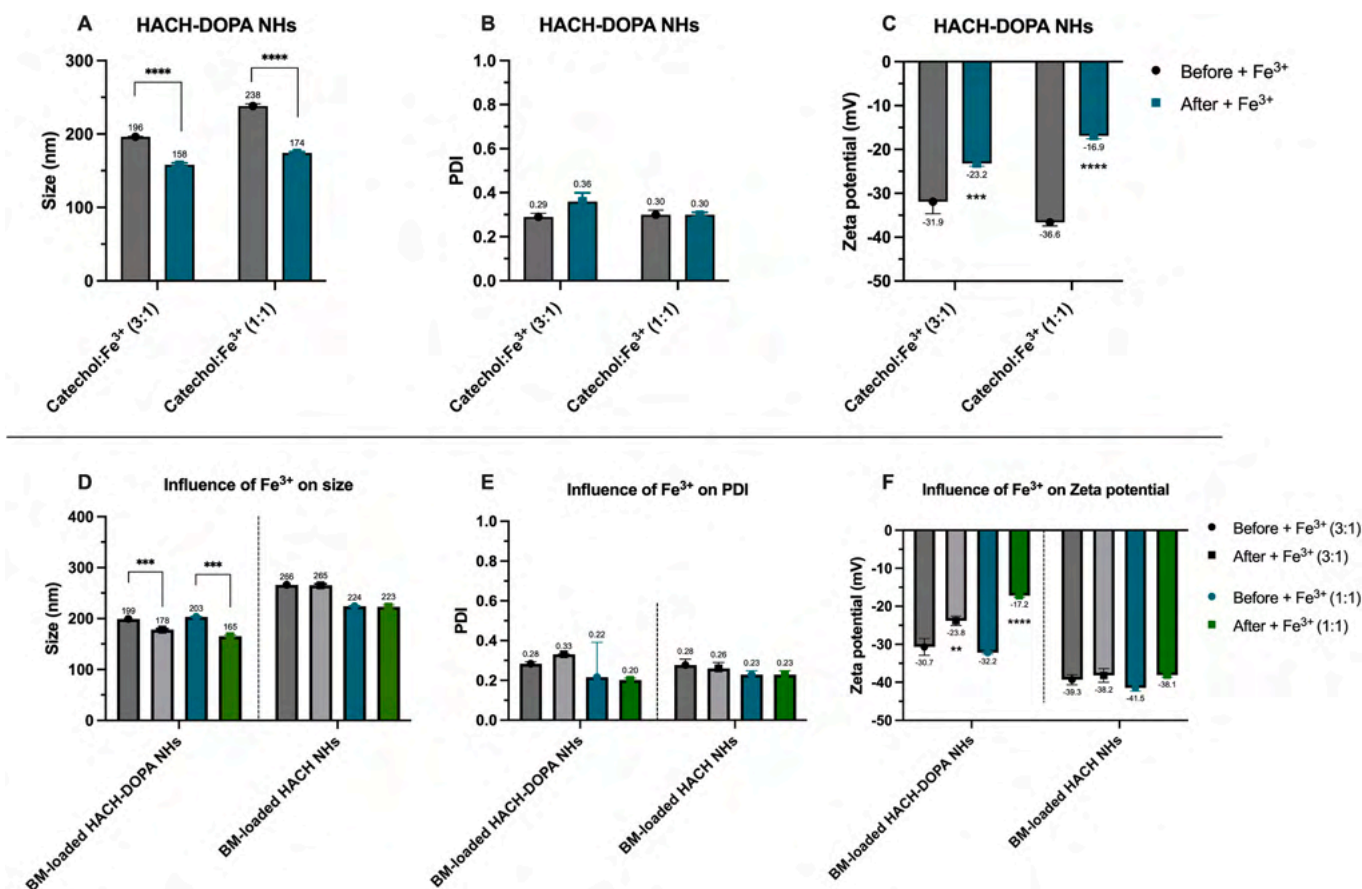 A HACH-DOPA NHs
Size (nm)
300
200
100
0
****
****
196
158
238
174
Catechol:Fe³⁺ (3:1)
Catechol:Fe³⁺ (1:1)
B HACH-DOPA NHs
PDI
1.0
0.8
0.6
0.4
0.2
0.0
0.29
0.36
0.30
0.30
Catechol:Fe³⁺ (3:1)
Catechol:Fe³⁺ (1:1)
C HACH-DOPA NHs
Zeta potential (mV)
0
-10
-20
-30
-40
-50
-31.9
-23.2
***
-36.6
-16.9
****
Catechol:Fe³⁺ (3:1)
Catechol:Fe³⁺ (1:1)
Before + Fe³⁺
After + Fe³⁺
D Influence of Fe³⁺ on size
Size (nm)
400
300
200
100
0
***
***
199
178
203
165
266
265
224
223
BM-loaded HACH-DOPA NHs
BM-loaded HACH NHs
E Influence of Fe³⁺ on PDI
PDI
1.0
0.8
0.6
0.4
0.2
0.0
0.28
0.33
0.22
0.20
0.28
0.26
0.23
0.23
BM-loaded HACH-DOPA NHs
BM-loaded HACH NHs
F Influence of Fe³⁺ on Zeta potential
Zeta potential (mV)
0
-10
-20
-30
-40
-50
-30.7
-23.8
**
-32.2
-17.2
****
-39.3
-38.2
-41.5
-38.1
BM-loaded HACH-DOPA NHs
BM-loaded HACH NHs
Before + Fe³⁺ (3:1)
After + Fe³⁺ (3:1)
Before + Fe³⁺ (1:1)
After + Fe³⁺ (1:1)